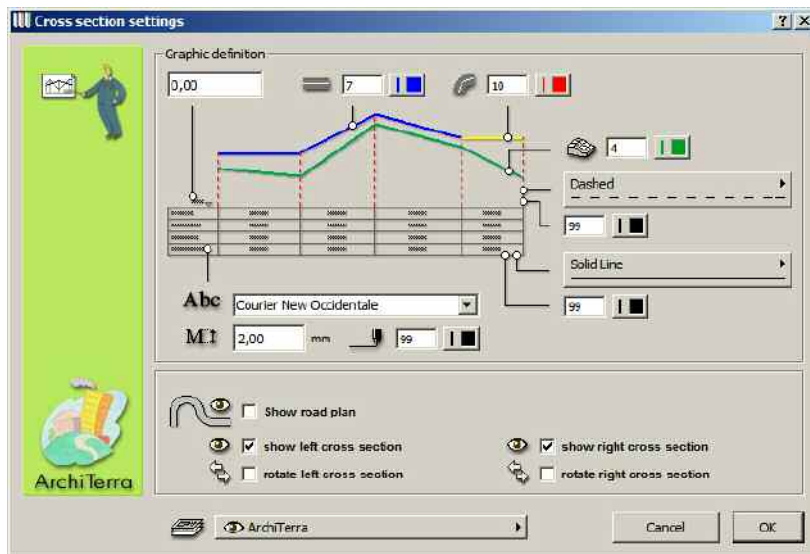 Cross section settings
Graphic definition
0,00
7
10
4
Dashed
99
Solid Line
99
Abc
Courier New Occidentale
M
2,00 mm
99
Show road plan
show left cross section
show right cross section
rotate left cross section
rotate right cross section
ArchiTerra
ArchiTerra
Cancel
OK